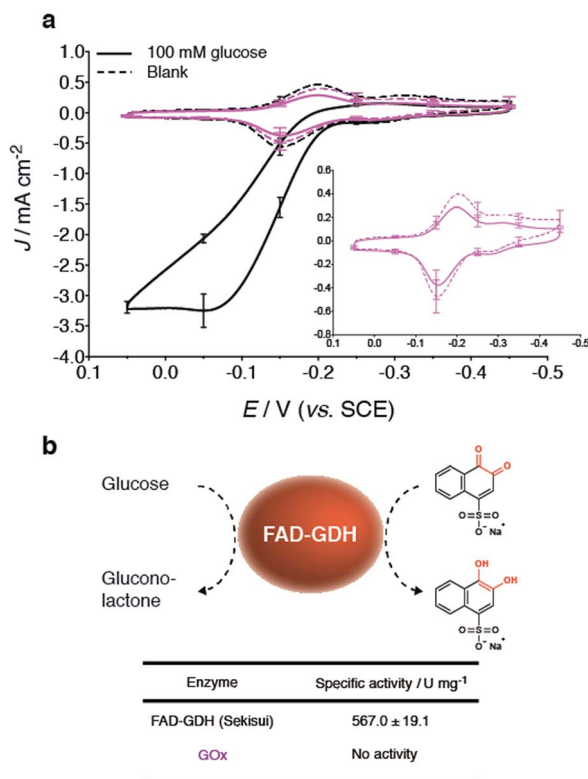 a
1.0
0.5
0.0
-0.5
-1.0
-1.5
-2.0
-2.5
-3.0
-3.5
-4.0
J / mA cm-2
100 mM glucose
Blank
0.6
0.4
0.2
0.0
-0.2
-0.4
-0.6
-0.8
0.1 0.0 -0.1 -0.2 -0.3 -0.4 -0.5
0.1 0.0 -0.1 -0.2 -0.3 -0.4 -0.5
E / V (vs. SCE)
b
Glucose
FAD-GDH
Glucono-
lactone
O
O
O=S=O
O- Na+
OH
OH
O=S=O
O- Na+
Enzyme Specific activity / U mg-1
FAD-GDH (Sekisui) 567.0 ± 19.1
GOx No activity